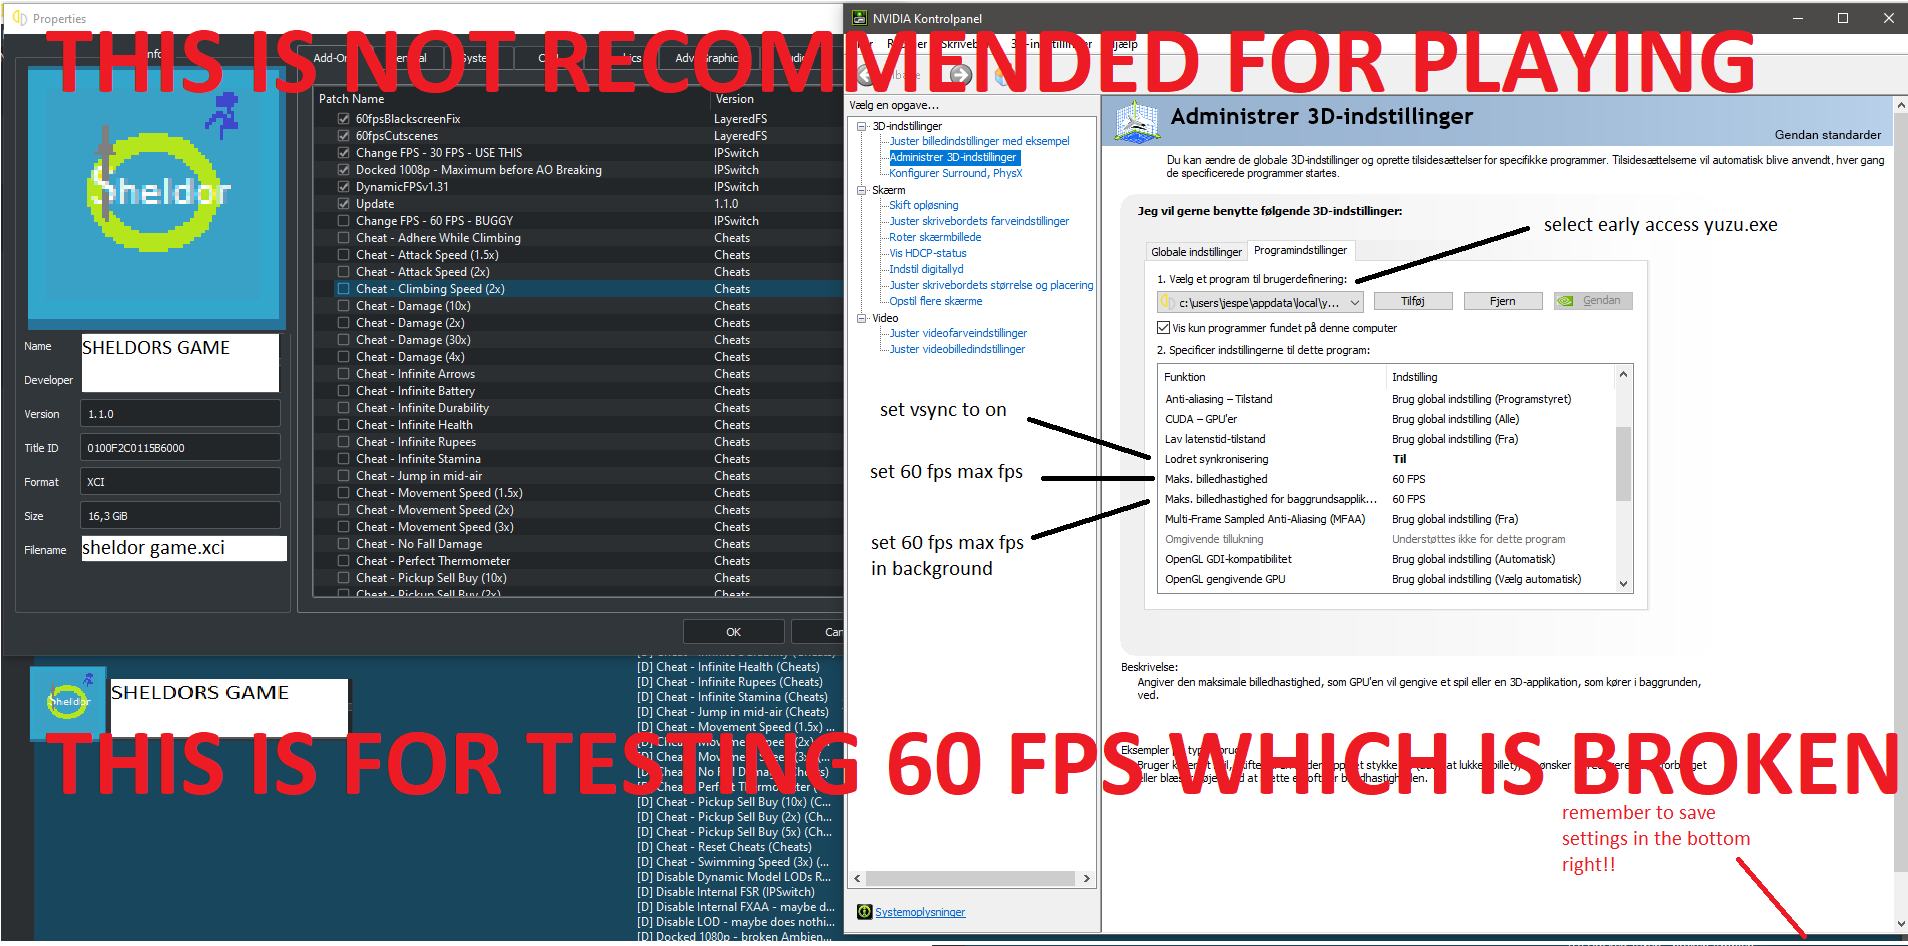 Properties
NVIDIA Kontrolpanel
THIS IS NOT RECOMMENDED FOR PLAYING
Patch Name Version
60fpsBlackscreenFix LayeredFS
60fpsCutscenes LayeredFS
Change FPS - 30 FPS - USE THIS IPSwitch
Docked 1008p - Maximum before AO Breaking IPSwitch
DynamicFPSv1.31 IPSwitch
Update 1.1.0
Change FPS - 60 FPS - BUGGY IPSwitch
Cheat - Adhere While Climbing Cheats
Cheat - Attack Speed (1.5x) Cheats
Cheat - Attack Speed (2x) Cheats
Cheat - Climbing Speed (2x) Cheats
Cheat - Damage (10x) Cheats
Cheat - Damage (2x) Cheats
Cheat - Damage (30x) Cheats
Cheat - Damage (4x) Cheats
Cheat - Infinite Arrows Cheats
Cheat - Infinite Battery Cheats
Cheat - Infinite Durability Cheats
Cheat - Infinite Health Cheats
Cheat - Infinite Rupees Cheats
Cheat - Infinite Stamina Cheats
Cheat - Jump in mid-air Cheats
Cheat - Movement Speed (1.5x) Cheats
Cheat - Movement Speed (2x) Cheats
Cheat - Movement Speed (3x) Cheats
Cheat - No Fall Damage Cheats
Cheat - Perfect Thermometer Cheats
Cheat - Pickup Sell Buy (10x) Cheats
Cheat - Pickup Sell Buy (2x) Cheats
Sheldor
Name SHELDORS GAME
Developer
Version 1.1.0
Title ID 0100F2C0115B6000
Format XCI
Size 16,3 GiB
Filename sheldor game.xci
OK
Sheldor
SHELDORS GAME
[D] Cheat - Infinite Health (Cheats)
[D] Cheat - Infinite Rupees (Cheats)
[D] Cheat - Infinite Stamina (Cheats)
[D] Cheat - Jump in mid-air (Cheats)
[D] Cheat - Movement Speed (1.5x) ...
[D] Cheat - Pickup Sell Buy (10x) (C...
[D] Cheat - Pickup Sell Buy (2x) (Ch...
[D] Cheat - Pickup Sell Buy (5x) (Ch...
[D] Cheat - Reset Cheats (Cheats)
[D] Cheat - Swimming Speed (3x) (...
[D] Disable Dynamic Model LODs R...
[D] Disable Internal FSR (IPSwitch)
[D] Disable Internal FXAA - maybe d...
[D] Disable LOD - maybe does nothi...
[D] Docked 1080p - broken Ambien...
Vælg en opgave...
3D-indstillinger
Juster billedindstillinger med eksempel
Administrer 3D-indstillinger
Konfigurer Surround, PhysX
Skærm
Skift opløsning
Juster skrivebordets farveindstillinger
Roter skærmbillede
Vis HDCP-status
Indstil digitallyd
Juster skrivebordets størrelse og placering
Opstil flere skærme
Video
Juster videofarveindstillinger
Juster videobilledindstillinger
set vsync to on
set 60 fps max fps
set 60 fps max fps
in background
Systemoplysninger
Administrer 3D-indstillinger
Gendan standarder
Du kan ændre de globale 3D-indstillinger og oprette tilsidesættelser for specifikke programmer. Tilsidesættelserne vil automatisk blive anvendt, hver gang
de specificerede programmer startes.
Jeg vil gerne benytte følgende 3D-indstillinger:
select early access yuzu.exe
Globale indstillinger Programindstillinger
1. Vælg et program til brugerdefinering:
c:\users\jespe\appdata\local\y... Tilføj Fjern Gendan
Vis kun programmer fundet på denne computer
2. Specificer indstillingerne til dette program:
Funktion Indstilling
Anti-aliasing – Tilstand Brug global indstilling (Programstyret)
CUDA – GPU'er Brug global indstilling (Alle)
Lav latenstid-tilstand Brug global indstilling (Fra)
Lodret synkronisering Til
Maks. billedhastighed 60 FPS
Maks. billedhastighed for baggrundsapplik... 60 FPS
Multi-Frame Sampled Anti-Aliasing (MFAA) Brug global indstilling (Fra)
Omgivende tillukning Understøttes ikke for dette program
OpenGL GDI-kompatibilitet Brug global indstilling (Automatisk)
OpenGL gengivende GPU Brug global indstilling (Vælg automatisk)
Beskrivelse:
Angiver den maksimale billedhastighed, som GPU'en vil gengive et spil eller en 3D-applikation, som kører i baggrunden,
ved.
THIS IS FOR TESTING 60 FPS WHICH IS BROKEN
remember to save
settings in the bottom
right!!